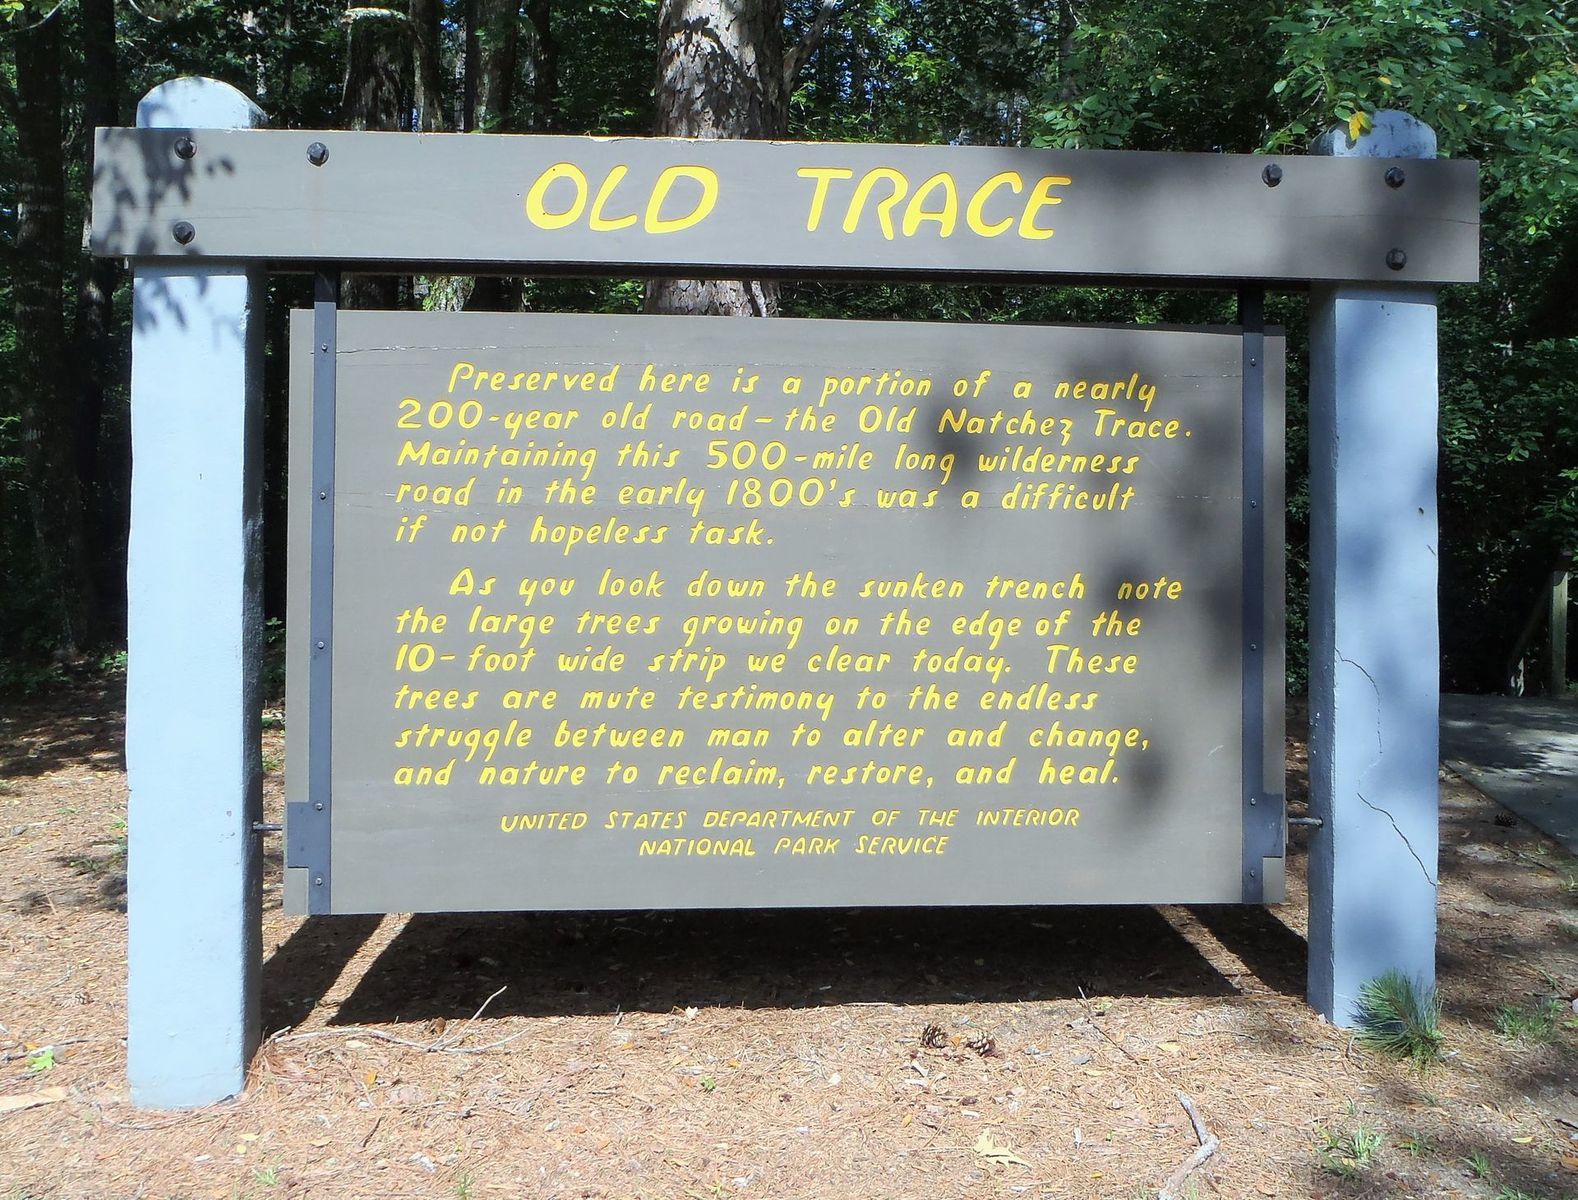 OLD TRACE
Preserved here is a portion of a nearly
200-year old road – the Old Natchez Trace.
Maintaining this 500-mile long wilderness
road in the early 1800's was a difficult
if not hopeless task.
As you look down the sunken trench note
the large trees growing on the edge of the
10-foot wide strip we clear today. These
trees are mute testimony to the endless
struggle between man to alter and change,
and nature to reclaim, restore, and heal.
UNITED STATES DEPARTMENT OF THE INTERIOR
NATIONAL PARK SERVICE